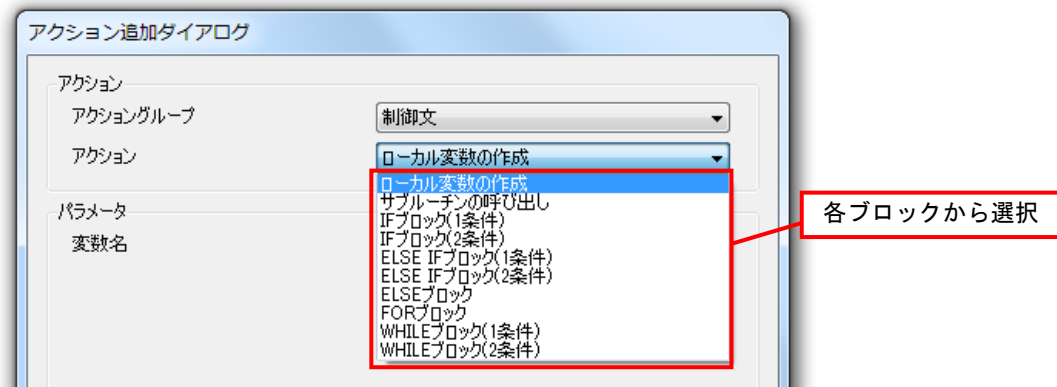 アクション追加ダイアログ
アクション
アクショングループ
制御文
アクション
ローカル変数の作成
ローカル変数の作成
サブルーチンの呼び出し
IFブロック(1条件)
IFブロック(2条件)
ELSE IFブロック(1条件)
ELSE IFブロック(2条件)
ELSEブロック
FORブロック
WHILEブロック(1条件)
WHILEブロック(2条件)
パラメータ
変数名
各ブロックから選択